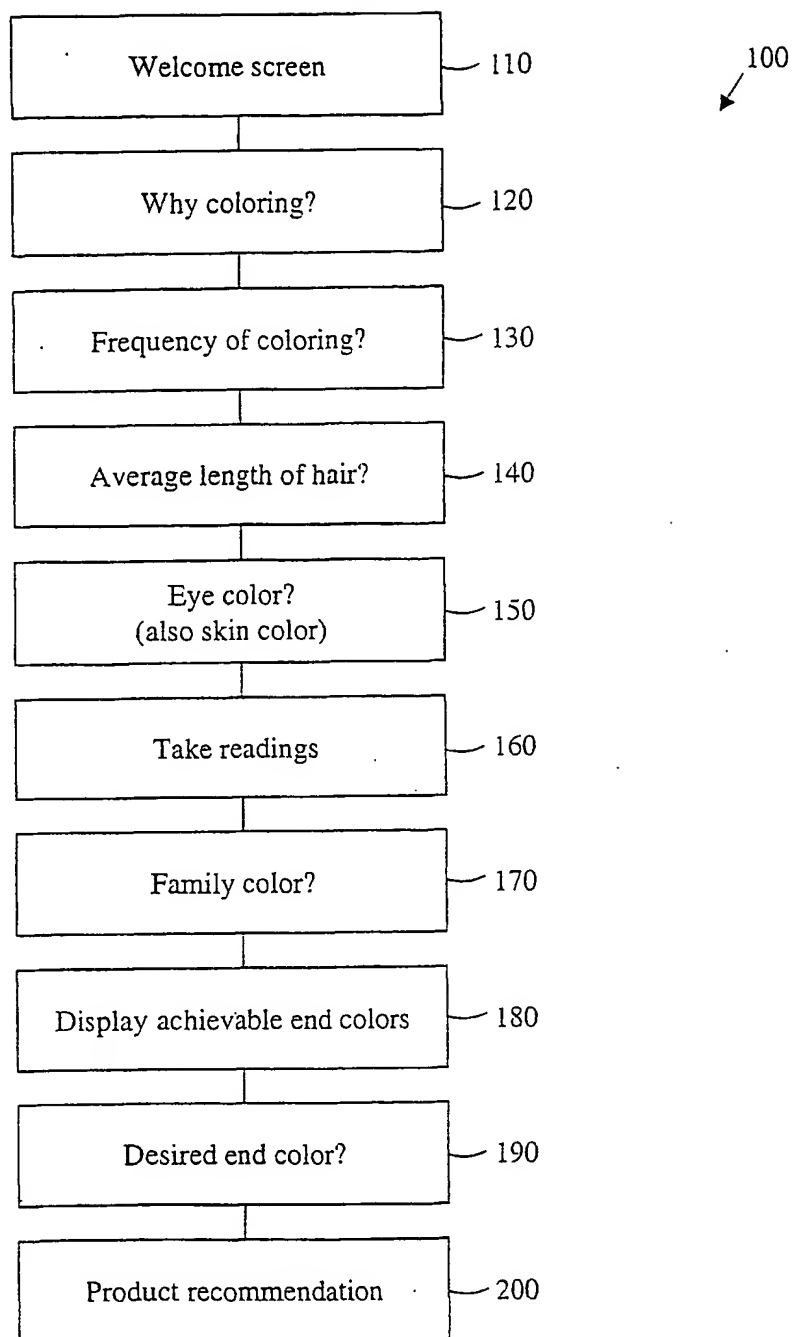 100
Welcome screen 110
Why coloring? 120
Frequency of coloring? 130
Average length of hair? 140
Eye color?
(also skin color) 150
Take readings 160
Family color? 170
Display achievable end colors 180
Desired end color? 190
Product recommendation 200